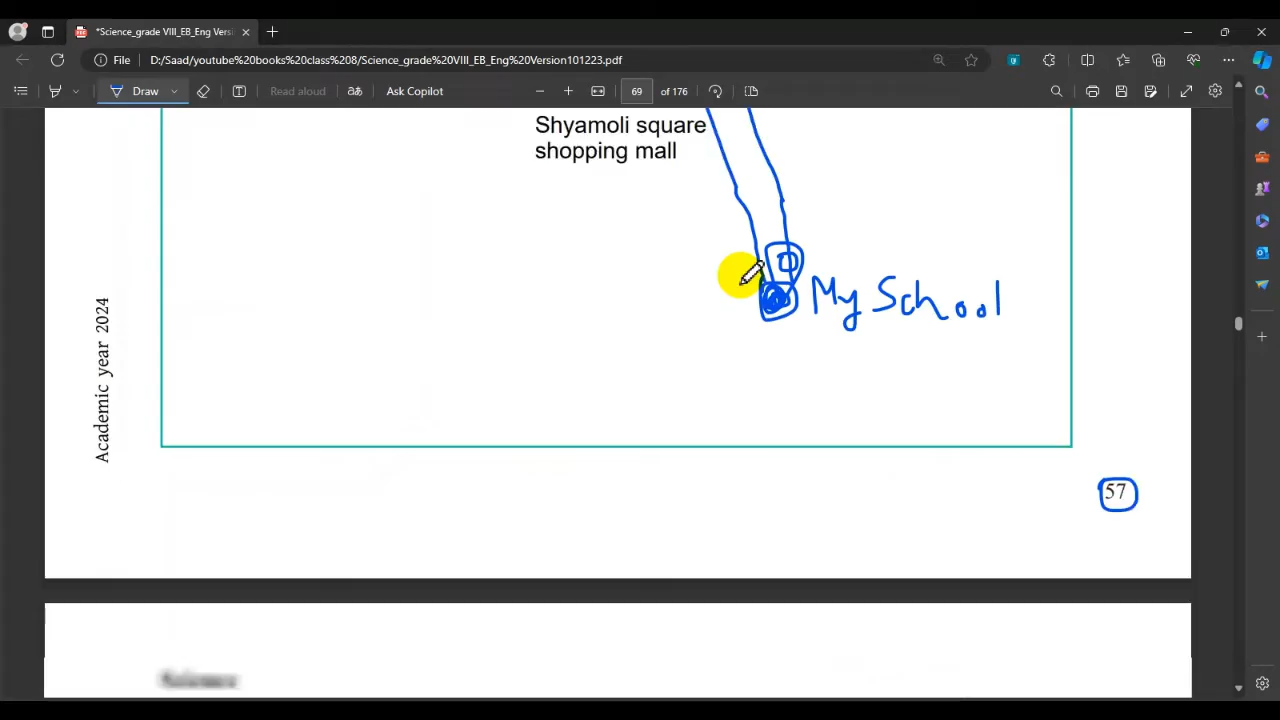 *Science_grade VIII_EB_Eng Versi
File D:/Saad/youtube%20books%20class%208/Science_grade%20VIII_EB_Eng%20Version101223.pdf
Draw Read aloud Ask Copilot 69 of 176
Shyamoli square
shopping mall
My School
Academic year 2024
57
Science